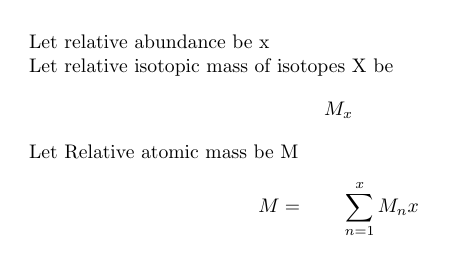 Let relative abundance be x
Let relative isotopic mass of isotopes X be
M_x
Let Relative atomic mass be M
M = \sum_{n=1}^{x} M_n x